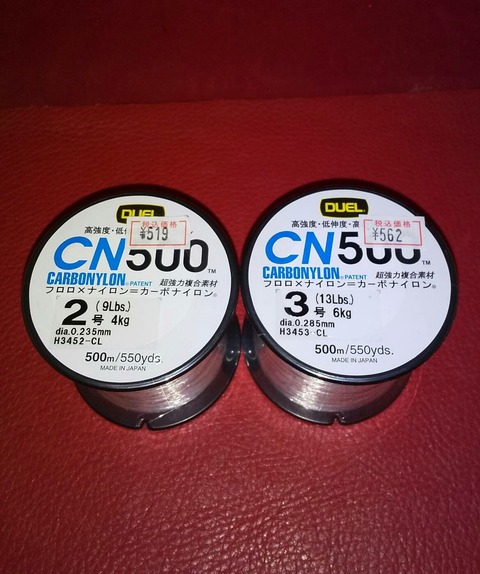 DUEL
税込価格
¥519
高強度・低伸
CN500™
CARBONYLON®PATENT 超強力複合素材
フロロ×ナイロン=カーボナイロン®
2号 (9Lbs.) 4kg
dia.0.235mm
H3452-CL
500m/550yds.
MADE IN JAPAN
DUEL
税込価格
¥562
高強度・低伸度・高
CN500™
CARBONYLON®PATENT 超強力複合素材
フロロ×ナイロン=カーボナイロン®
3号 (13Lbs.) 6kg
dia.0.285mm
H3453-CL
500m/550yds.
MADE IN JAPAN